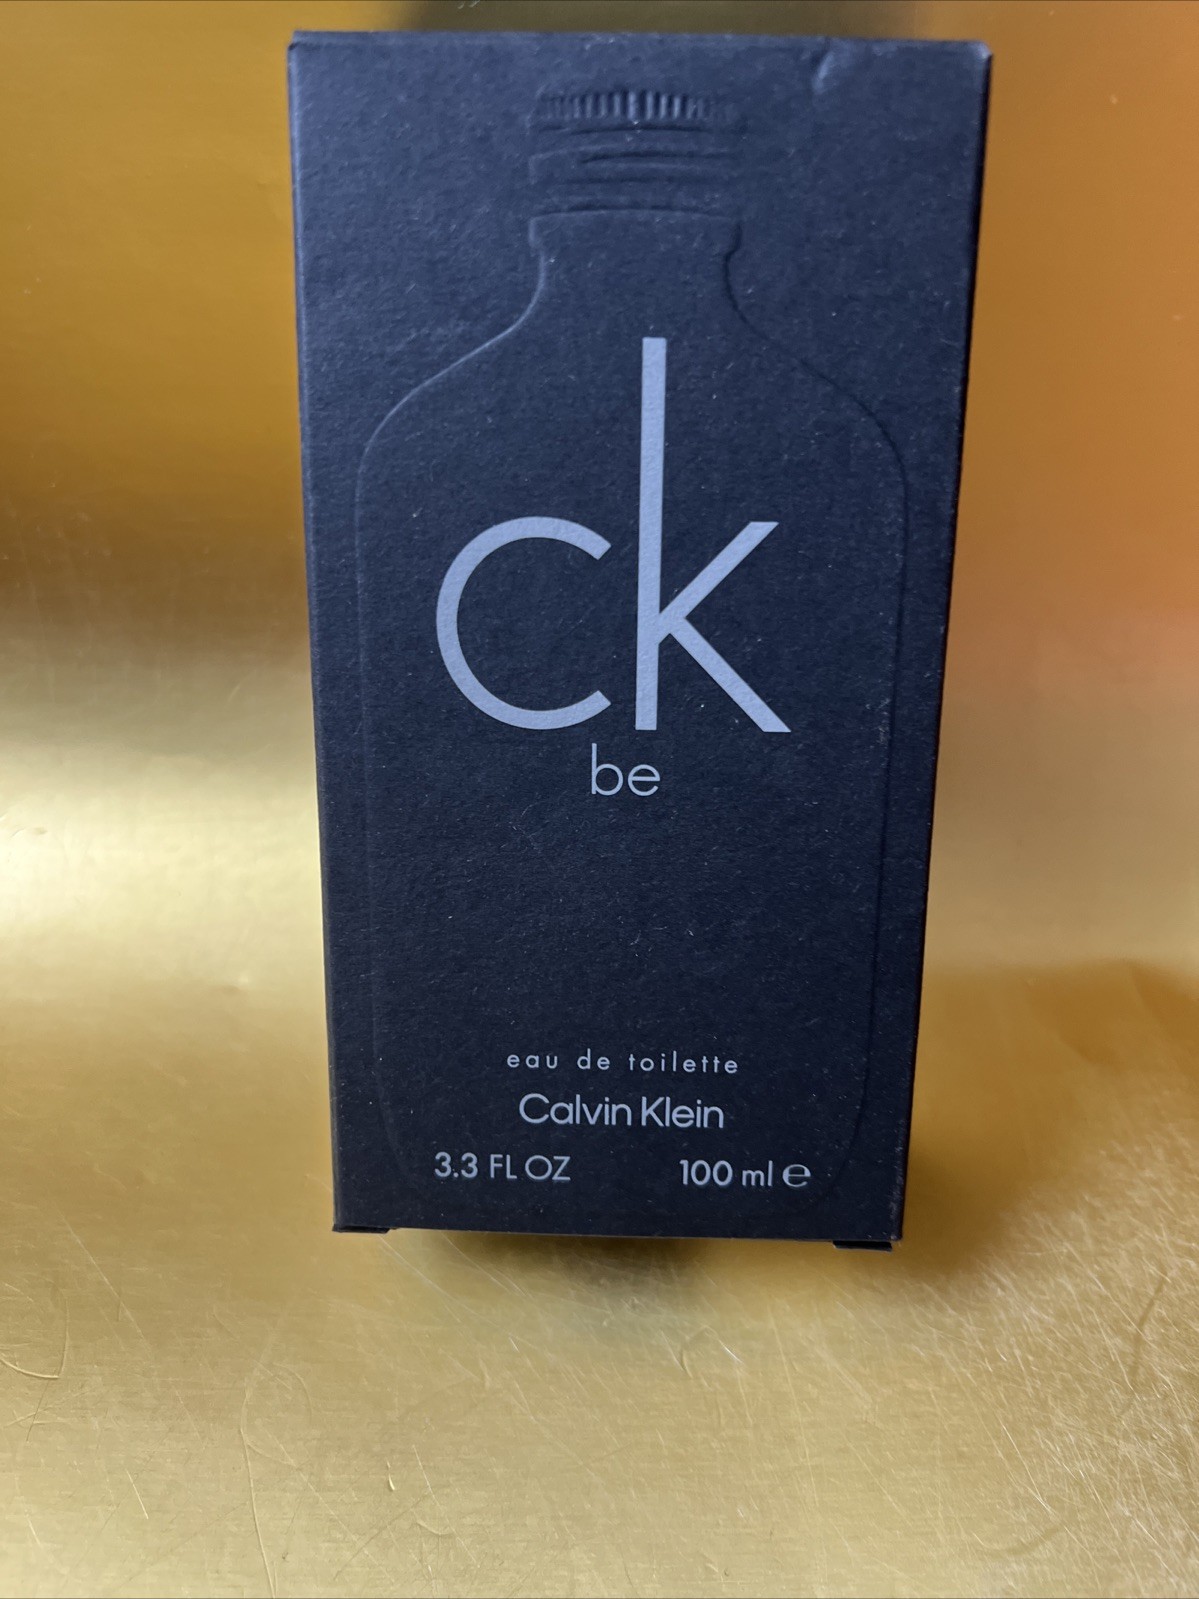 ck
be
eau de toilette
Calvin Klein
3.3 FL OZ 100 ml ℮